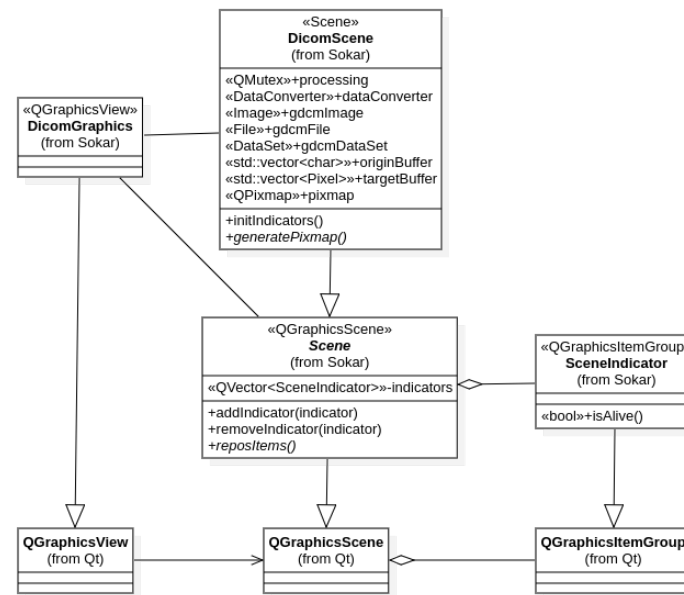 «Scene»
DicomScene
(from Sokar)
«QMutex»+processing
«DataConverter»+dataConverter
«Image»+gdcmImage
«File»+gdcmFile
«DataSet»+gdcmDataSet
«std::vector<char>»+originBuffer
«std::vector<Pixel>»+targetBuffer
«QPixmap»+pixmap
+initIndicators()
+generatePixmap()
«QGraphicsView»
DicomGraphics
(from Sokar)
«QGraphicsScene»
Scene
(from Sokar)
«QVector<SceneIndicator>»-indicators
+addIndicator(indicator)
+removeIndicator(indicator)
+reposItems()
«QGraphicsItemGroup
SceneIndicator
(from Sokar)
«bool»+isAlive()
QGraphicsView
(from Qt)
QGraphicsScene
(from Qt)
QGraphicsItemGroup
(from Qt)